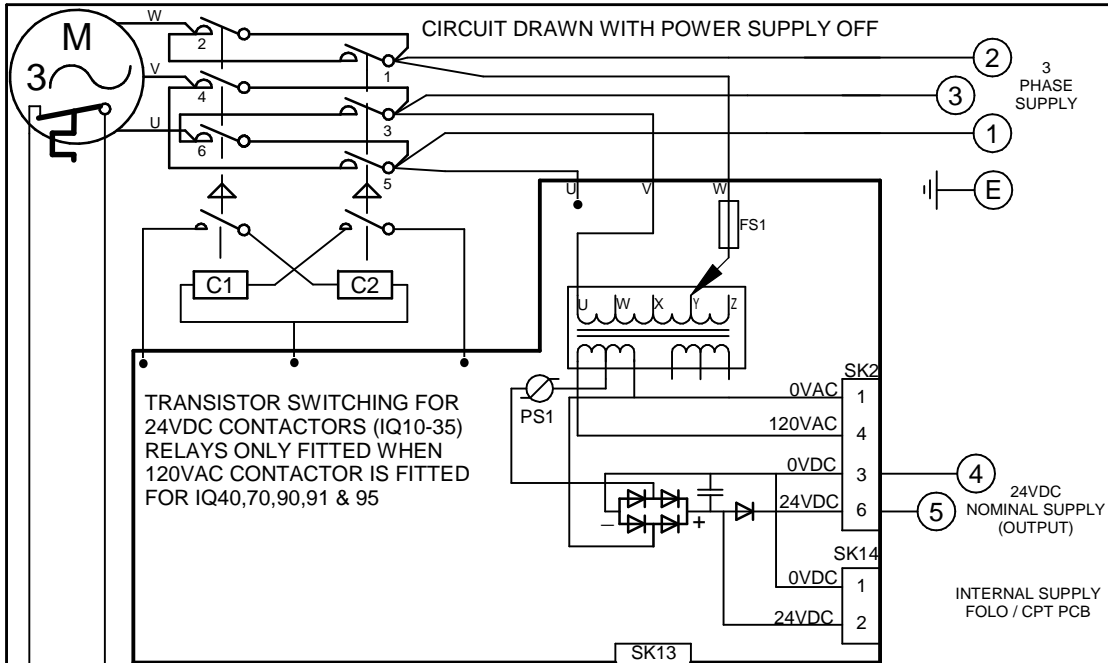 CIRCUIT DRAWN WITH POWER SUPPLY OFF
W
M
3
V
U
2
4
6
1
3
5
2
3
1
E
3
PHASE
SUPPLY
U V W
FS1
C1 C2
U W X Y Z
PS1
TRANSISTOR SWITCHING FOR
24VDC CONTACTORS (IQ10-35)
RELAYS ONLY FITTED WHEN
120VAC CONTACTOR IS FITTED
FOR IQ40,70,90,91 & 95
SK2
0VAC 1
120VAC 4
0VDC 3
24VDC 6
4
5
24VDC
NOMINAL SUPPLY
(OUTPUT)
– +
SK14
0VDC 1
24VDC 2
INTERNAL SUPPLY
FOLO / CPT PCB
SK13